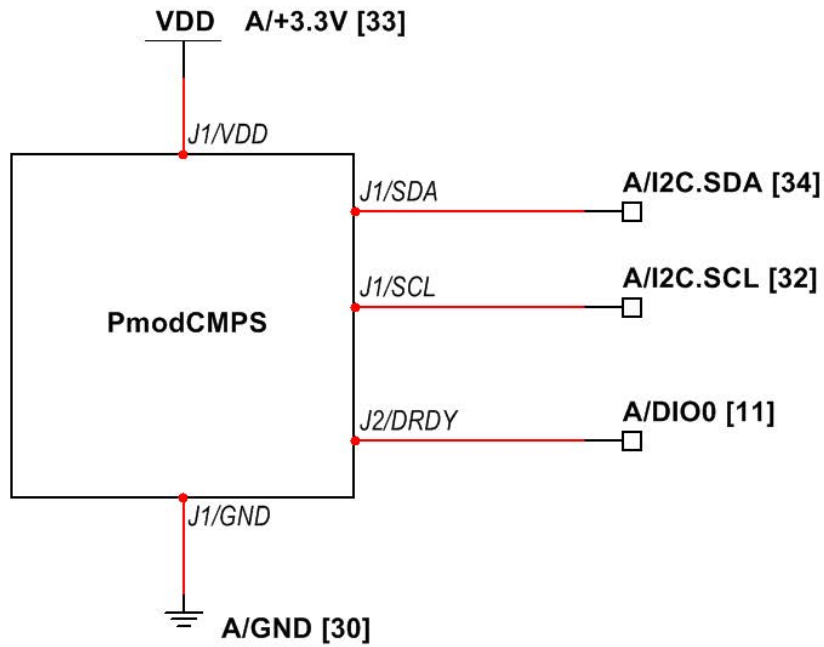 VDD A/+3.3V [33]
J1/VDD
J1/SDA
A/I2C.SDA [34]
J1/SCL
A/I2C.SCL [32]
PmodCMPS
J2/DRDY
A/DIO0 [11]
J1/GND
A/GND [30]